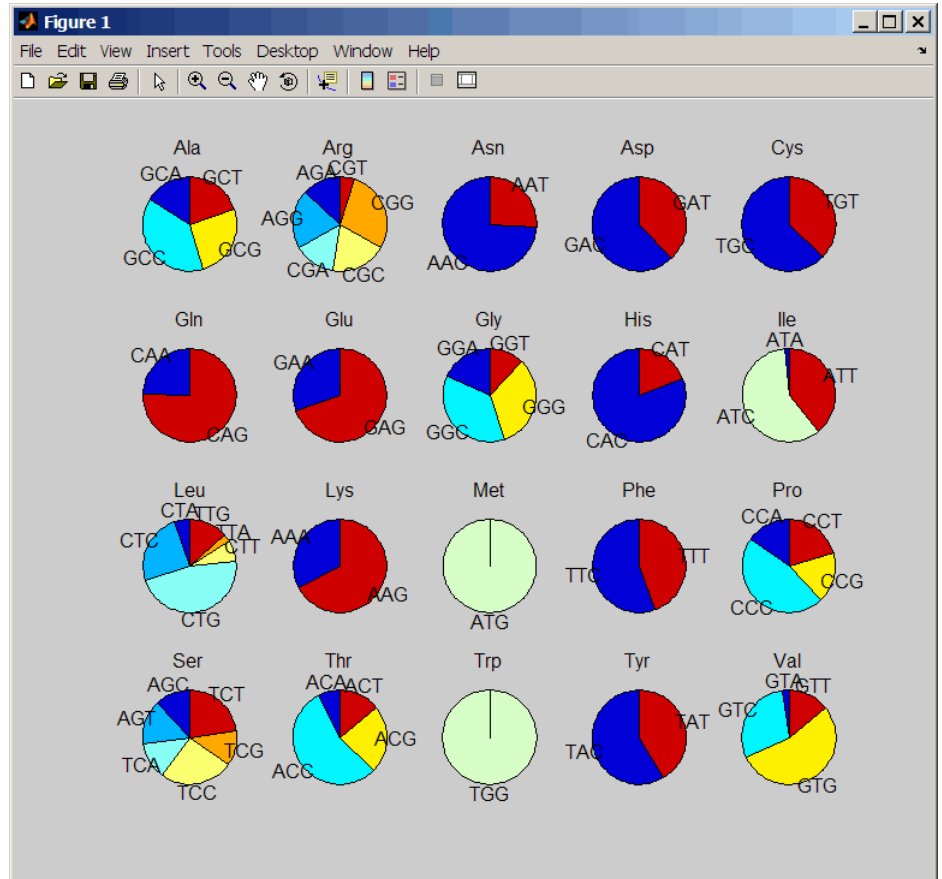 Figure 1
File Edit View Insert Tools Desktop Window Help
Ala Arg Asn Asp Cys
GCA GCT GCC GCG
AGA CGT AGG CGG CGA CGC
AAT AAC
GAT GAC
TGT TGC
Gln Glu Gly His Ile
CAA CAG
GAA GAG
GGA GGT GGC GGG
CAT CAC
ATA ATT ATC
Leu Lys Met Phe Pro
CTA TTG TTA CTT CTC CTG
AAA AAG
ATG
TTC TTT
CCA CCT CCG CCC
Ser Thr Trp Tyr Val
AGC TCT AGT TCG TCA TCC
ACA ACT ACG ACC
TGG
TAT TAC
GTA GTT GTC GTG